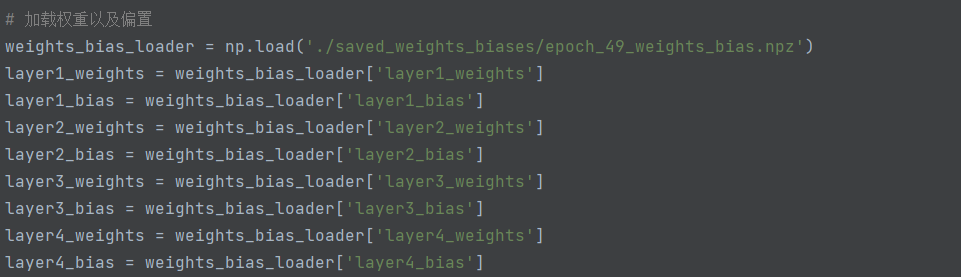 # 加载权重以及偏置
weights_bias_loader = np.load('./saved_weights_biases/epoch_49_weights_bias.npz')
layer1_weights = weights_bias_loader['layer1_weights']
layer1_bias = weights_bias_loader['layer1_bias']
layer2_weights = weights_bias_loader['layer2_weights']
layer2_bias = weights_bias_loader['layer2_bias']
layer3_weights = weights_bias_loader['layer3_weights']
layer3_bias = weights_bias_loader['layer3_bias']
layer4_weights = weights_bias_loader['layer4_weights']
layer4_bias = weights_bias_loader['layer4_bias']